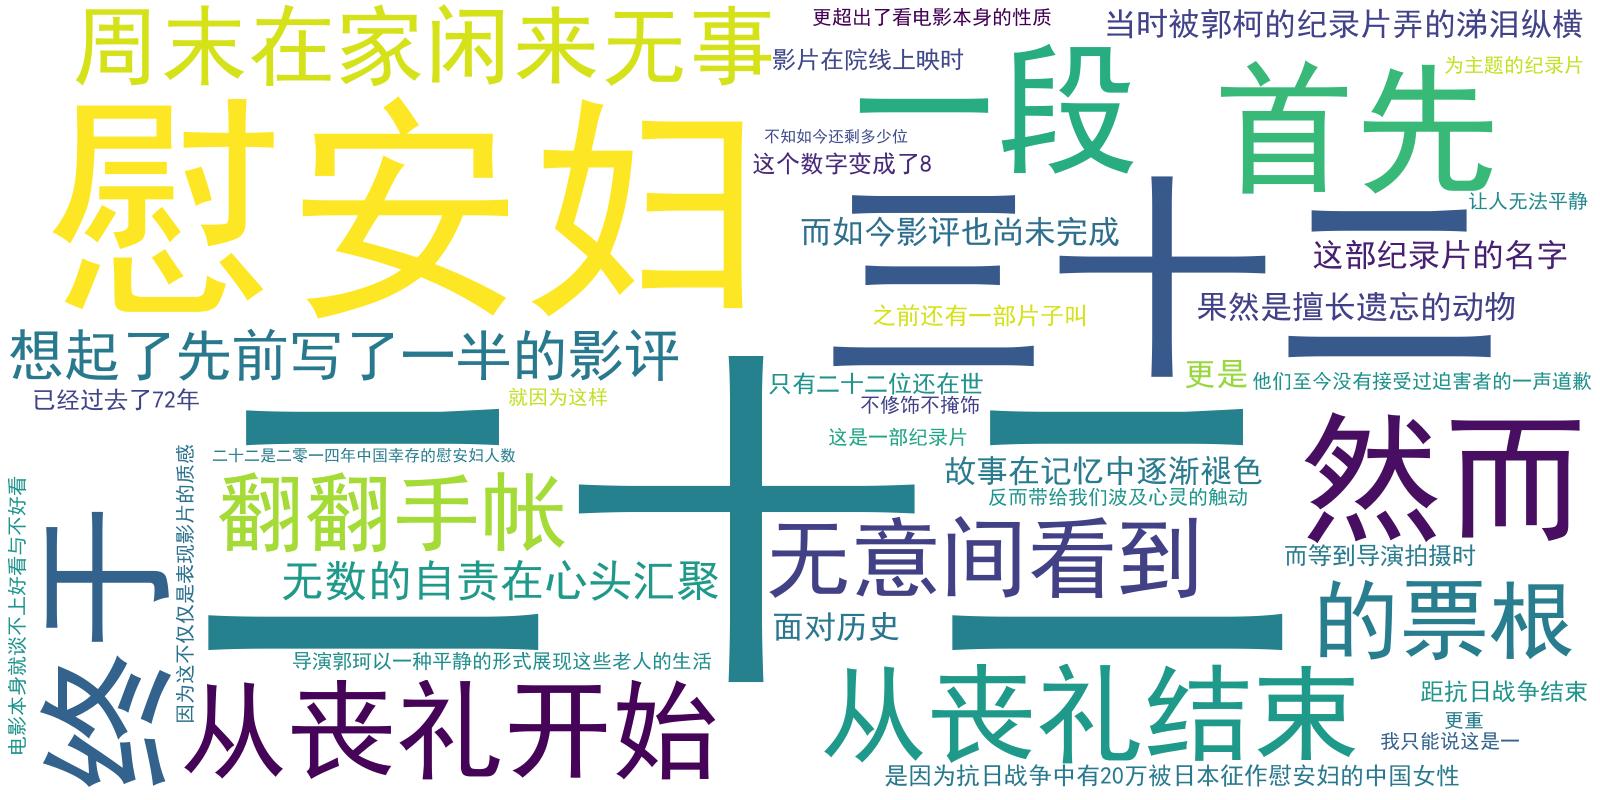 周末在家闲来无事
更超出了看电影本身的性质
当时被郭柯的纪录片弄的涕泪纵横
影片在院线上映时
为主题的纪录片
慰安妇
一段
首先
不知如今还剩多少位
这个数字变成了8
三十二
让人无法平静
而如今影评也尚未完成
这部纪录片的名字
之前还有一部片子叫
果然是擅长遗忘的动物
想起了先前写了一半的影评
只有二十二位还在世
更是
他们至今没有接受过迫害者的一声道歉
已经过去了72年
就因为这样
不修饰不掩饰
二十二
这是一部纪录片
然而
二十二是二零一四年中国幸存的慰安妇人数
故事在记忆中逐渐褪色
反而带给我们波及心灵的触动
翻翻手帐
无意间看到
电影本身就谈不上好看与不好看
终于
因为这不仅仅是表现影片的质感
无数的自责在心头汇聚
而等到导演拍摄时
的票根
面对历史
导演郭珂以一种平静的形式展现这些老人的生活
从丧礼开始
从丧礼结束
距抗日战争结束
更重
我只能说这是一
是因为抗日战争中有20万被日本征作慰安妇的中国女性